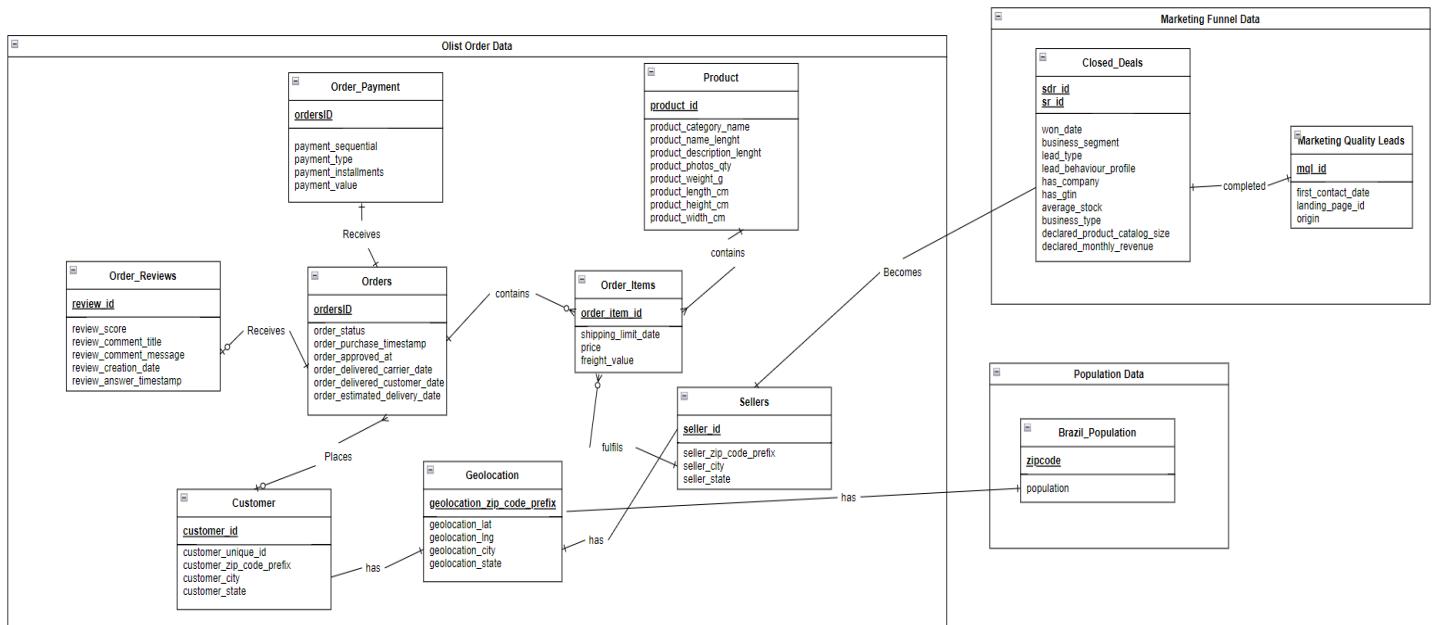 Olist Order Data
Order_Payment
ordersID
payment_sequential
payment_type
payment_installments
payment_value
Receives
Product
product_id
product_category_name
product_name_lenght
product_description_lenght
product_photos_qty
product_weight_g
product_length_cm
product_height_cm
product_width_cm
contains
Order_Reviews
review_id
review_score
review_comment_title
review_comment_message
review_creation_date
review_answer_timestamp
Receives
Orders
ordersID
order_status
order_purchase_timestamp
order_approved_at
order_delivered_carrier_date
order_delivered_customer_date
order_estimated_delivery_date
contains
Order_Items
order_item_id
shipping_limit_date
price
freight_value
fulfils
Places
Customer
customer_id
customer_unique_id
customer_zip_code_prefix
customer_city
customer_state
has
Geolocation
geolocation_zip_code_prefix
geolocation_lat
geolocation_lng
geolocation_city
geolocation_state
has
Sellers
seller_id
seller_zip_code_prefix
seller_city
seller_state
Becomes
has
Marketing Funnel Data
Closed_Deals
sdr_id
sr_id
won_date
business_segment
lead_type
lead_behaviour_profile
has_company
has_gtin
average_stock
business_type
declared_product_catalog_size
declared_monthly_revenue
completed
Marketing Quality Leads
mql_id
first_contact_date
landing_page_id
origin
Population Data
Brazil_Population
zipcode
population